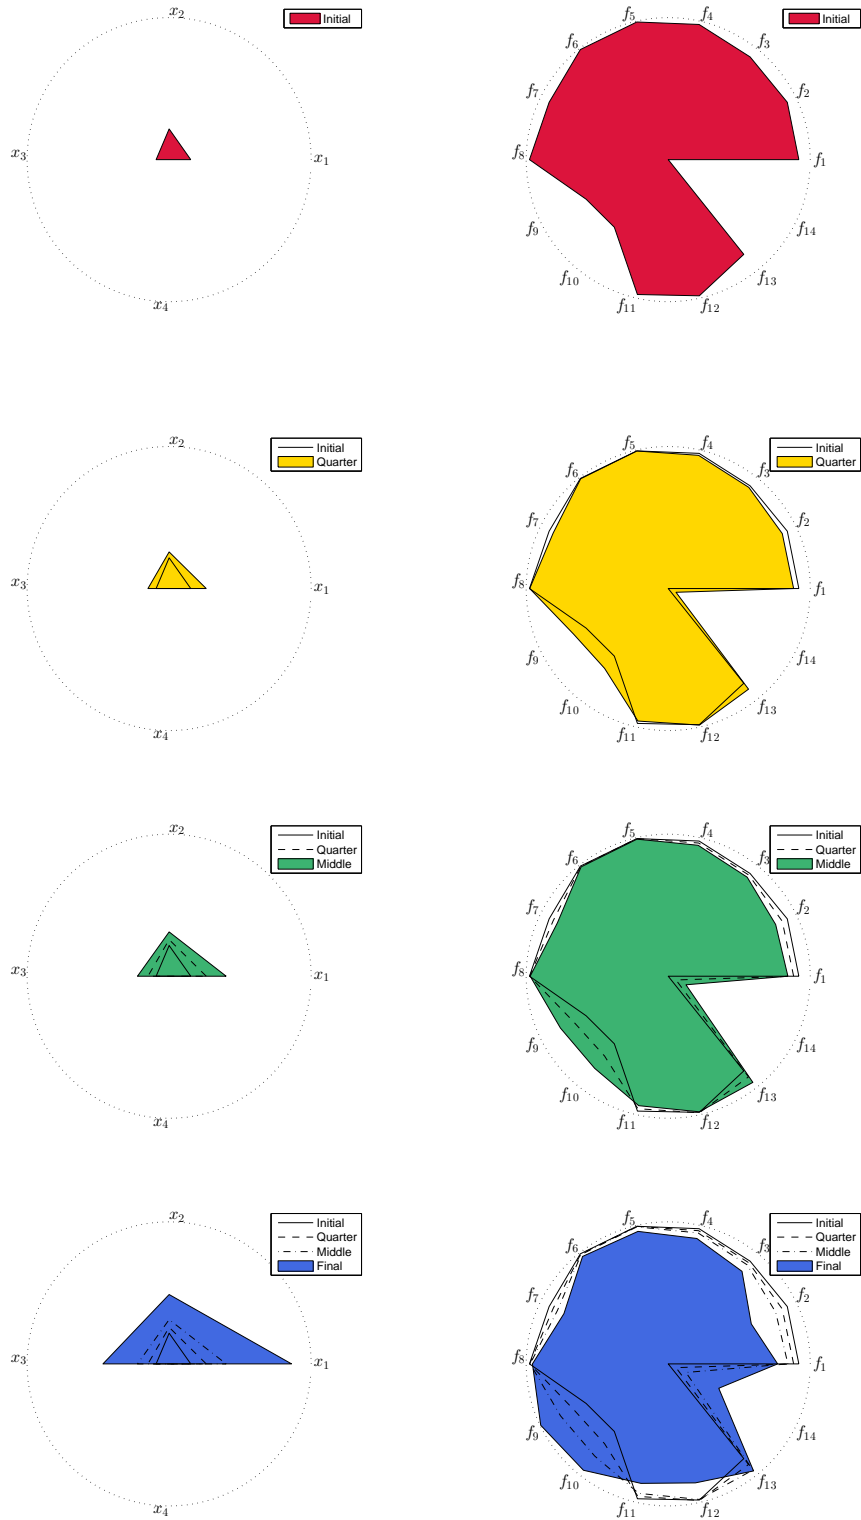 x₂
Initial
x₃
x₁
x₄
f₅
f₄
Initial
f₆
f₃
f₇
f₂
f₈
f₁
f₉
f₁₄
f₁₀
f₁₃
f₁₁
f₁₂
x₂
Initial
Quarter
x₃
x₁
x₄
f₅
f₄
Initial
Quarter
f₆
f₃
f₇
f₂
f₈
f₁
f₉
f₁₄
f₁₀
f₁₃
f₁₁
f₁₂
x₂
Initial
Quarter
Middle
x₃
x₁
x₄
f₅
f₄
Initial
Quarter
Middle
f₆
f₃
f₇
f₂
f₈
f₁
f₉
f₁₄
f₁₀
f₁₃
f₁₁
f₁₂
x₂
Initial
Quarter
Middle
Final
x₃
x₁
x₄
f₅
f₄
Initial
Quarter
Middle
Final
f₆
f₃
f₇
f₂
f₈
f₁
f₉
f₁₄
f₁₀
f₁₃
f₁₁
f₁₂